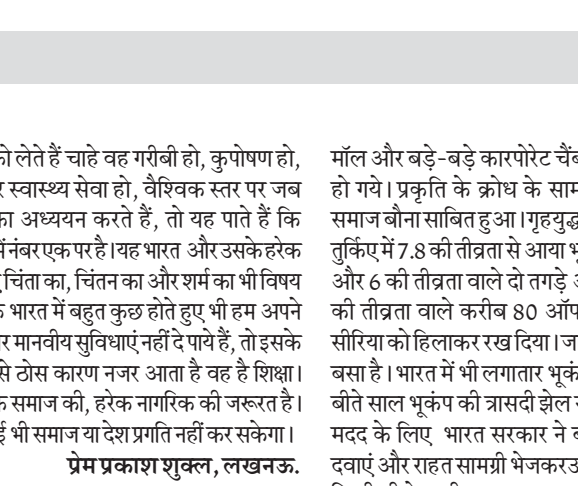 लेते हैं चाहे वह गरीबी हो, कुपोषण हो,
स्वास्थ्य सेवा हो, वैश्विक स्तर पर जब
अध्ययन करते हैं, तो यह पाते हैं कि
नंबर एक पर है। यह भारत और उसके हरेक
चिंता का, चिंतन का और शर्म का भी विषय
भारत में बहुत कुछ होते हुए भी हम अपने
मानवीय सुविधाएं नहीं दे पाये हैं, तो इसके
से ठोस कारण नजर आता है वह है शिक्षा।
समाज की, हरेक नागरिक की जरूरत है।
भी समाज या देश प्रगति नहीं कर सकेगा।
प्रेम प्रकाश शुक्ल, लखनऊ.
मॉल और बड़े-बड़े कारपोरेट
हो गये। प्रकृति के क्रोध के
समाज बौना साबित हुआ।
तुर्किए में 7.8 की तीव्रता से आया
और 6 की तीव्रता वाले दो तगड़े
की तीव्रता वाले करीब 80
सीरिया को हिलाकर रख दिया।
बसा है। भारत में भी लगातार
बीते साल भूकंप की त्रासदी झेल
मदद के लिए भारत सरकार ने
दवाएं और राहत सामग्री भेजकर